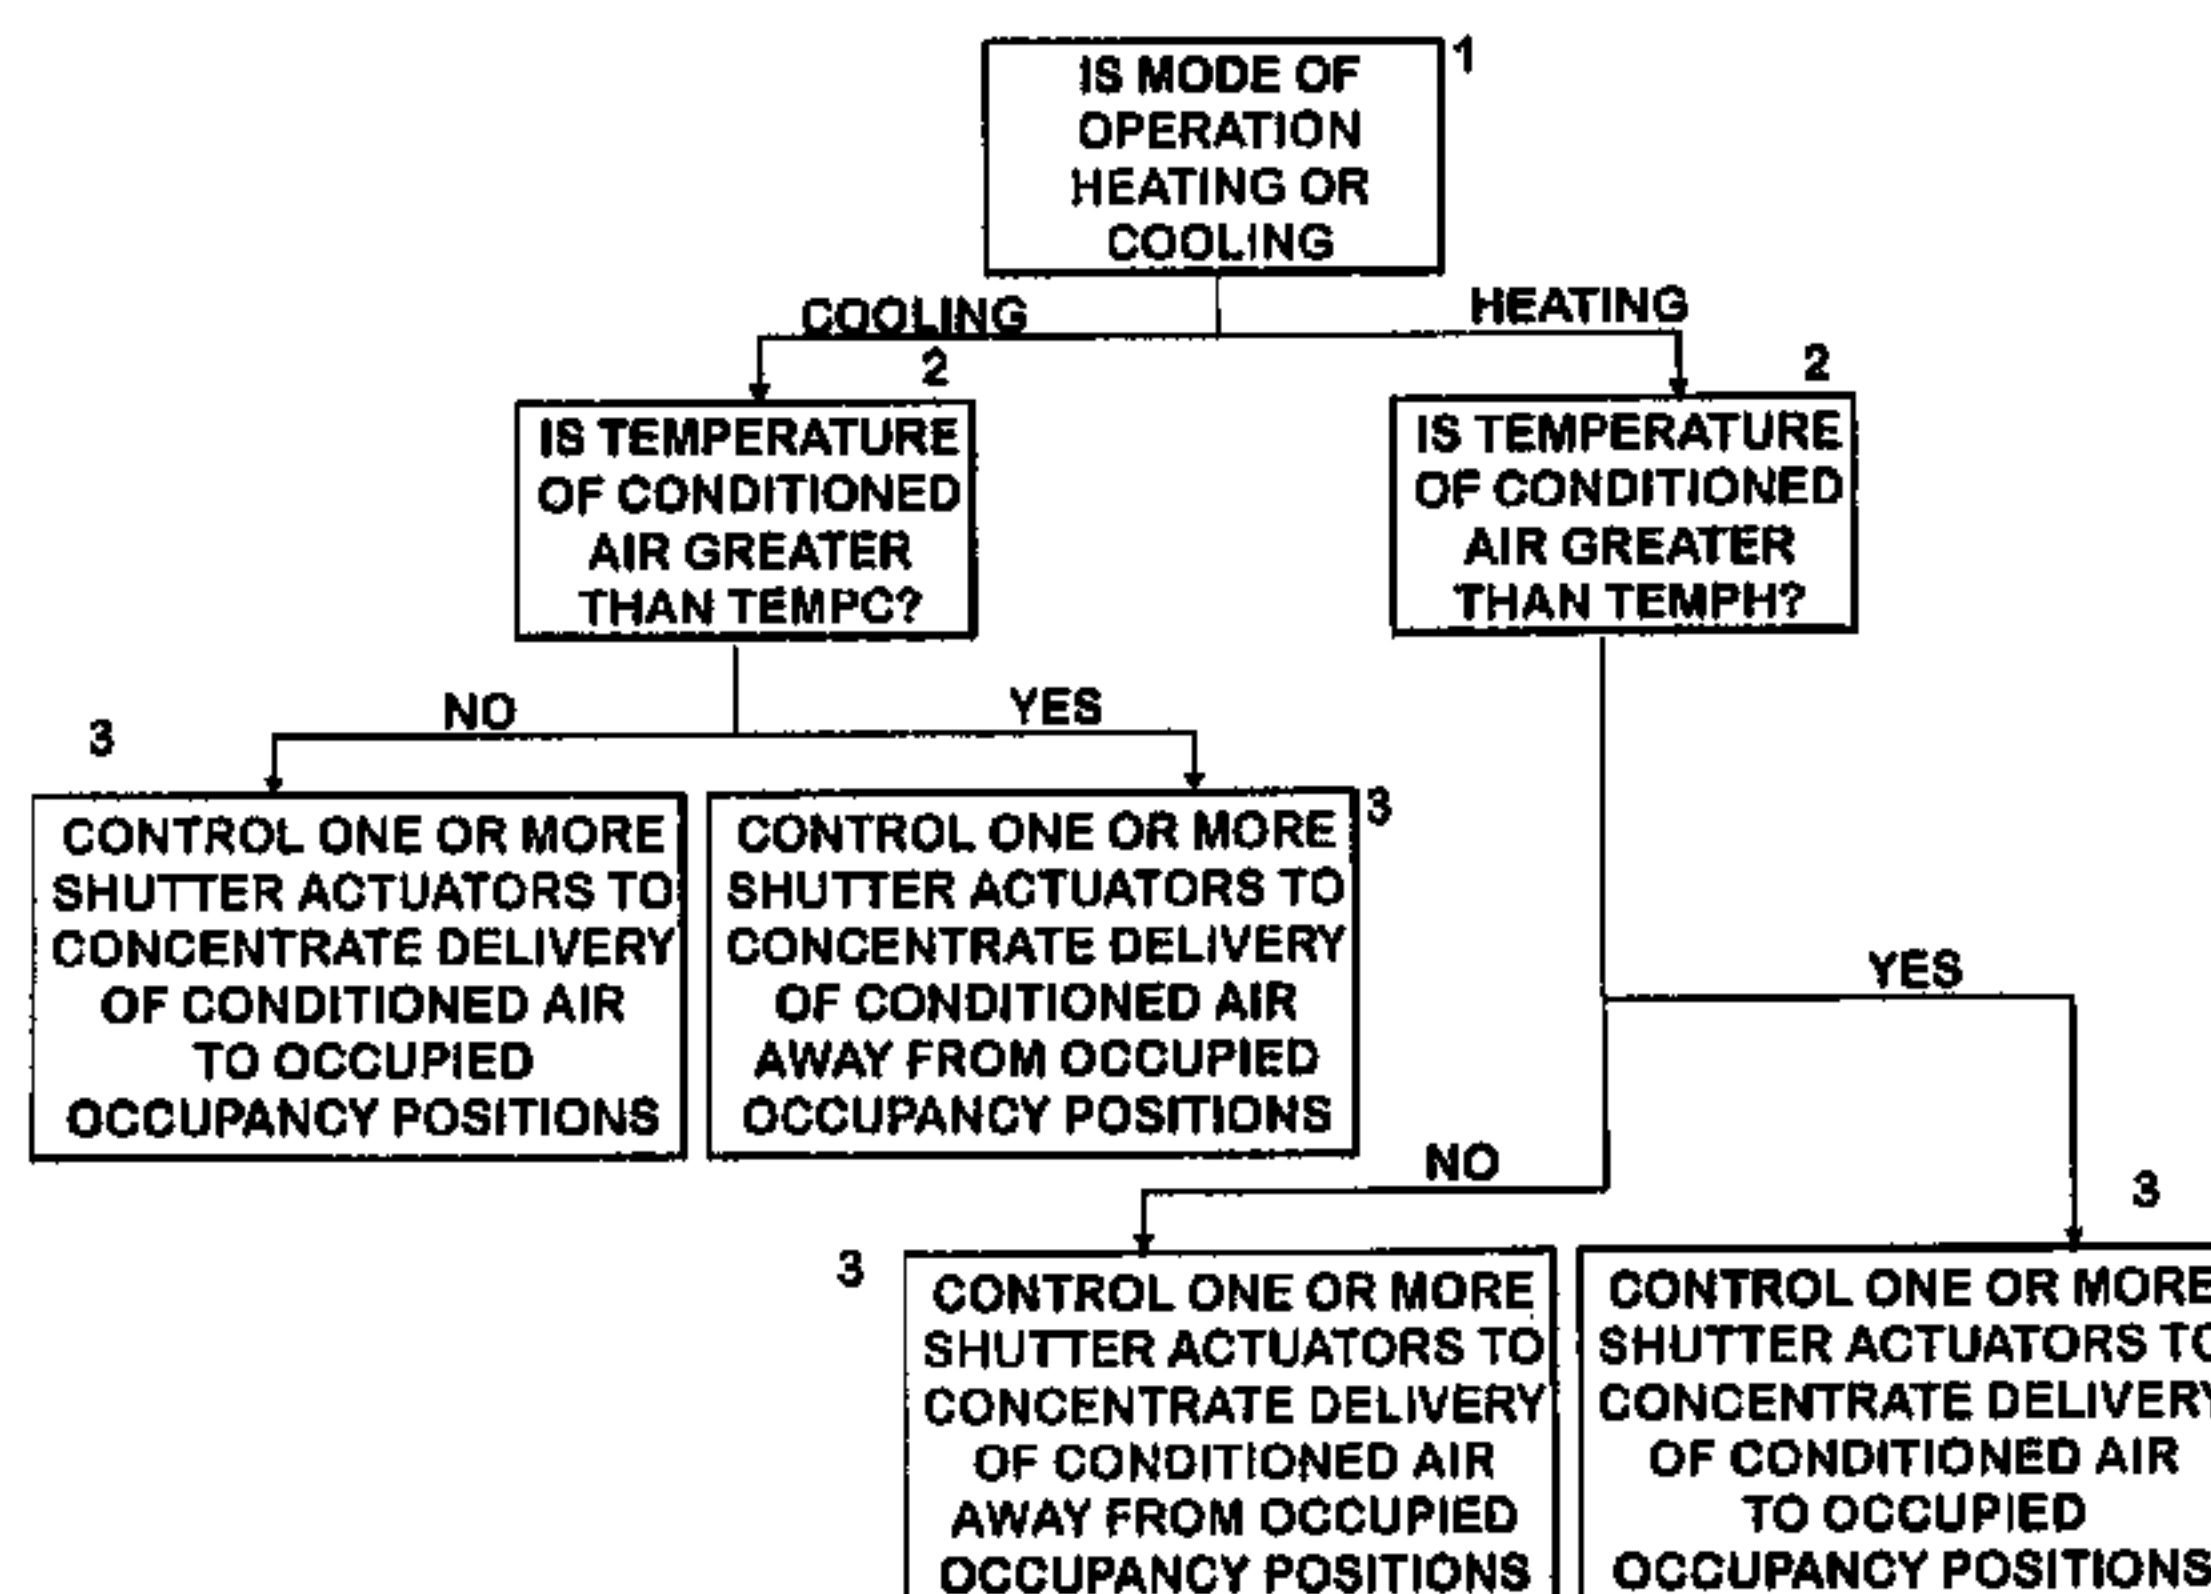 IS MODE OF
OPERATION
HEATING OR
COOLING
1
COOLING
HEATING
2
IS TEMPERATURE
OF CONDITIONED
AIR GREATER
THAN TEMPC?
2
IS TEMPERATURE
OF CONDITIONED
AIR GREATER
THAN TEMPH?
NO
YES
3
CONTROL ONE OR MORE
SHUTTER ACTUATORS TO
CONCENTRATE DELIVERY
OF CONDITIONED AIR
TO OCCUPIED
OCCUPANCY POSITIONS
3
CONTROL ONE OR MORE
SHUTTER ACTUATORS TO
CONCENTRATE DELIVERY
OF CONDITIONED AIR
AWAY FROM OCCUPIED
OCCUPANCY POSITIONS
YES
NO
3
CONTROL ONE OR MORE
SHUTTER ACTUATORS TO
CONCENTRATE DELIVERY
OF CONDITIONED AIR
AWAY FROM OCCUPIED
OCCUPANCY POSITIONS
3
CONTROL ONE OR MORE
SHUTTER ACTUATORS TO
CONCENTRATE DELIVERY
OF CONDITIONED AIR
TO OCCUPIED
OCCUPANCY POSITIONS